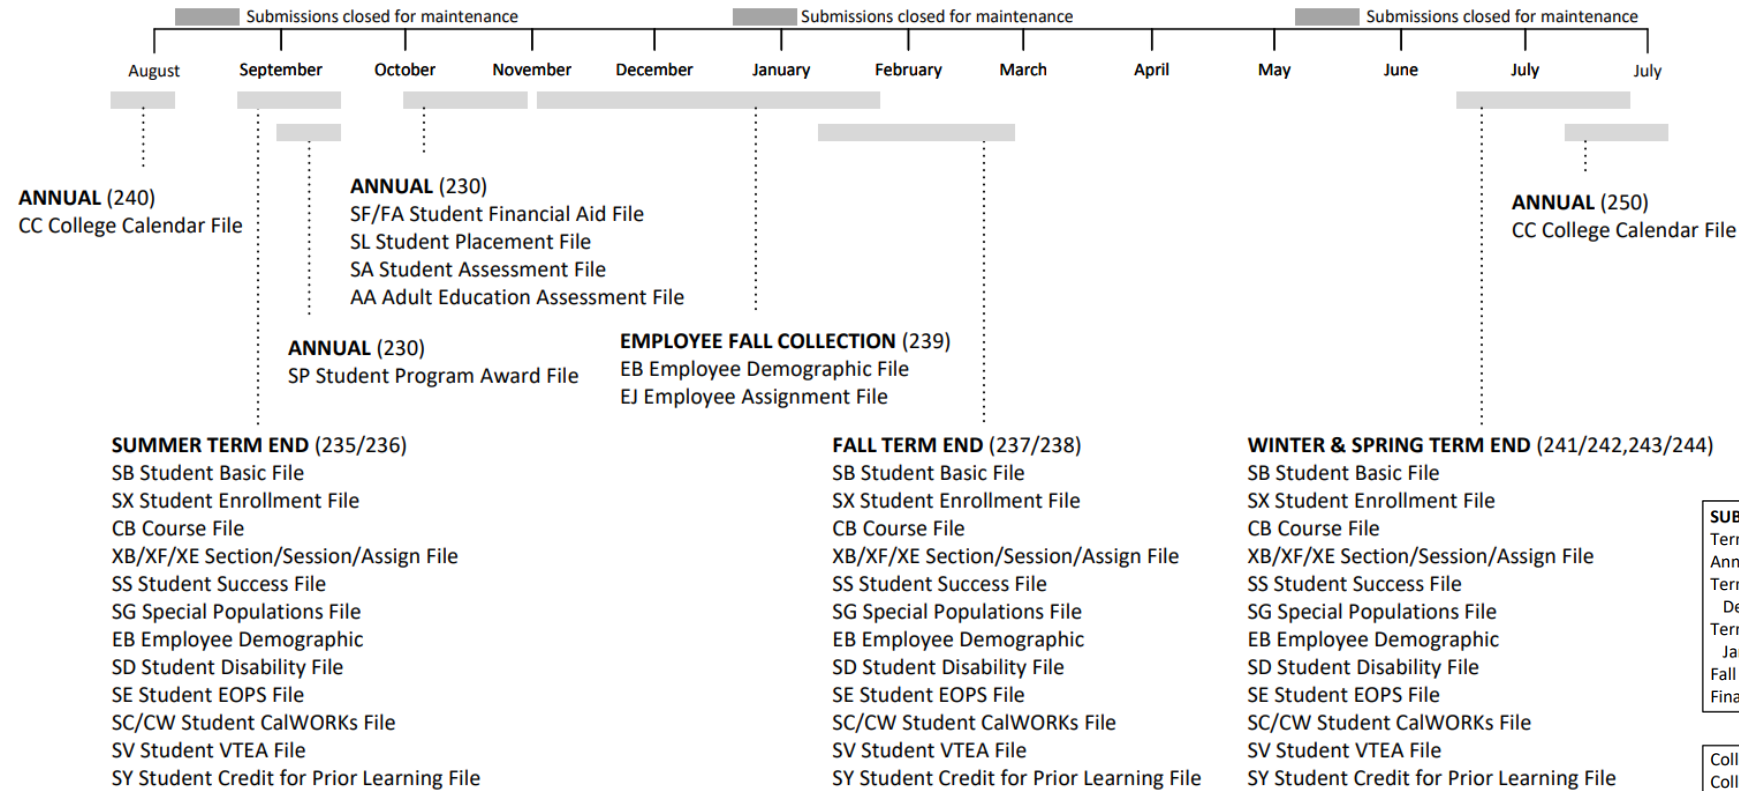 Submissions closed for maintenance
Submissions closed for maintenance
Submissions closed for maintenance
August
September
October
November
December
January
February
March
April
May
June
July
July
ANNUAL (240)
CC College Calendar File
ANNUAL (230)
SF/FA Student Financial Aid File
SL Student Placement File
SA Student Assessment File
AA Adult Education Assessment File
ANNUAL (250)
CC College Calendar File
ANNUAL (230)
SP Student Program Award File
EMPLOYEE FALL COLLECTION (239)
EB Employee Demographic File
EJ Employee Assignment File
SUMMER TERM END (235/236)
SB Student Basic File
SX Student Enrollment File
CB Course File
XB/XF/XE Section/Session/Assign File
SS Student Success File
SG Special Populations File
EB Employee Demographic
SD Student Disability File
SE Student EOPS File
SC/CW Student CalWORKs File
SV Student VTEA File
SY Student Credit for Prior Learning File
FALL TERM END (237/238)
SB Student Basic File
SX Student Enrollment File
CB Course File
XB/XF/XE Section/Session/Assign File
SS Student Success File
SG Special Populations File
EB Employee Demographic
SD Student Disability File
SE Student EOPS File
SC/CW Student CalWORKs File
SV Student VTEA File
SY Student Credit for Prior Learning File
WINTER & SPRING TERM END (241/242,243/244)
SB Student Basic File
SX Student Enrollment File
CB Course File
XB/XF/XE Section/Session/Assign File
SS Student Success File
SG Special Populations File
EB Employee Demographic
SD Student Disability File
SE Student EOPS File
SC/CW Student CalWORKs File
SV Student VTEA File
SY Student Credit for Prior Learning File
Fall